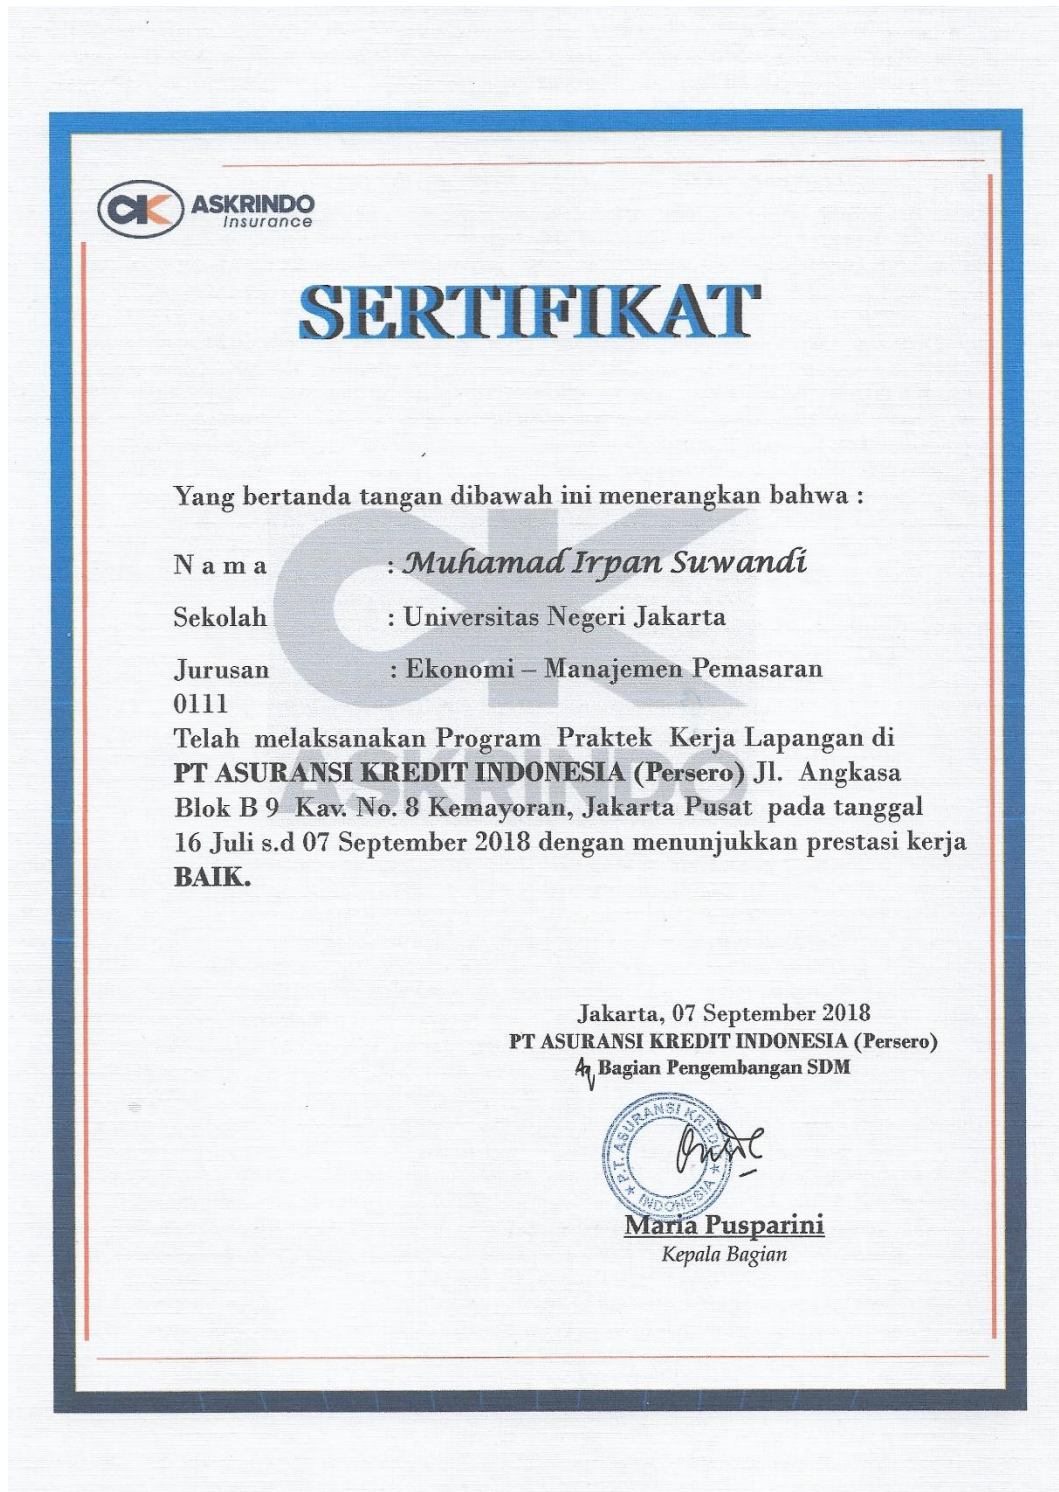 ASKRINDO
Insurance
SERTIFIKAT
Yang bertanda tangan dibawah ini menerangkan bahwa :
N a m a : Muhamad Irpan Suwandi
Sekolah : Universitas Negeri Jakarta
Jurusan : Ekonomi – Manajemen Pemasaran
0111
Telah melaksanakan Program Praktek Kerja Lapangan di
PT ASURANSI KREDIT INDONESIA (Persero) Jl. Angkasa
Blok B 9 Kav. No. 8 Kemayoran, Jakarta Pusat pada tanggal
16 Juli s.d 07 September 2018 dengan menunjukkan prestasi kerja
BAIK.
ASKRINDO
Jakarta, 07 September 2018
PT ASURANSI KREDIT INDONESIA (Persero)
Bagian Pengembangan SDM
P.T. ASURANSI KREDIT
INDONESIA
Maria Pusparini
Kepala Bagian